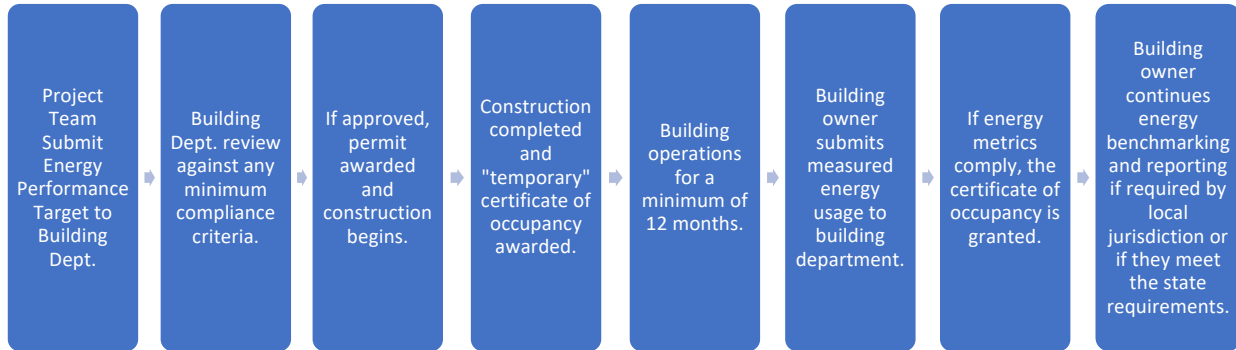 Project
Team
Submit
Energy
Performance
Target to
Building
Dept.
Building
Dept. review
against any
minimum
compliance
criteria.
If approved,
permit
awarded
and
construction
begins.
Construction
completed
and
"temporary"
certificate of
occupancy
awarded.
Building
operations
for a
minimum of
12 months.
Building
owner
submits
measured
energy
usage to
building
department.
If energy
metrics
comply, the
certificate of
occupancy is
granted.
Building
owner
continues
energy
benchmarking
and reporting
if required by
local
jurisdiction or
if they meet
the state
requirements.